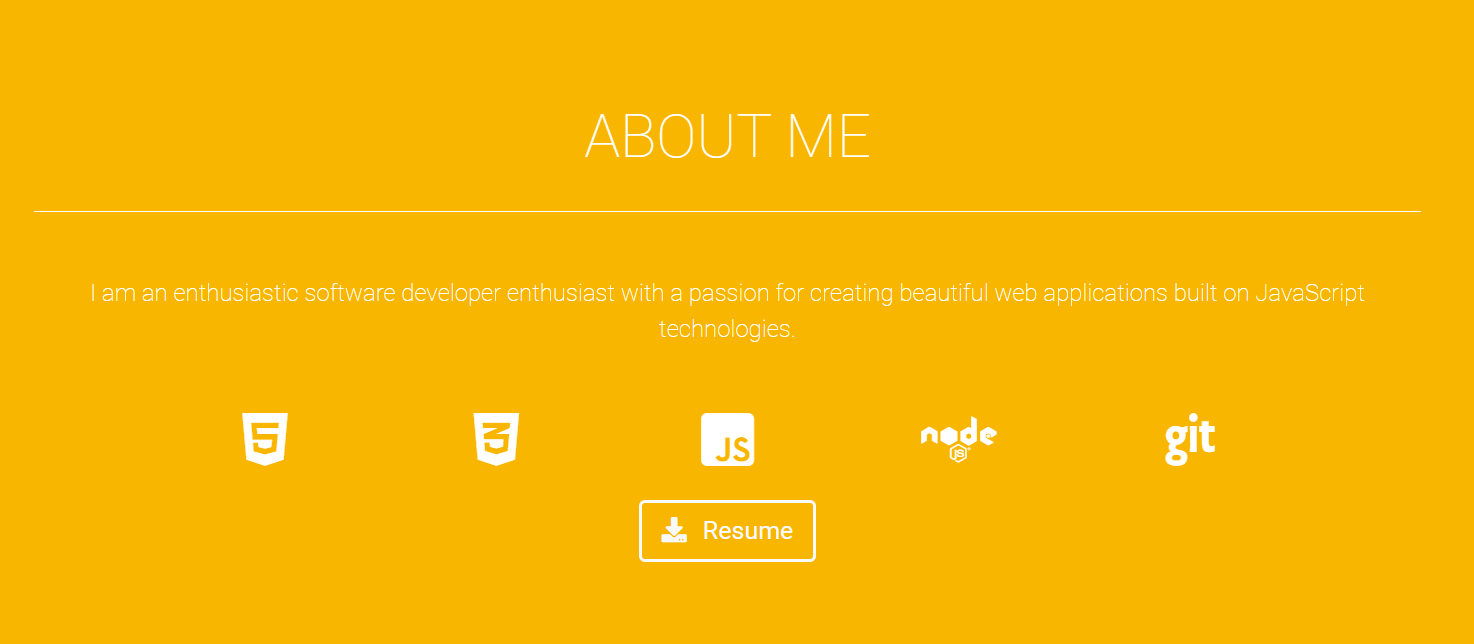 ABOUT ME
I am an enthusiastic software developer enthusiast with a passion for creating beautiful web applications built on JavaScript
technologies.
5 3 JS node JS git
Resume